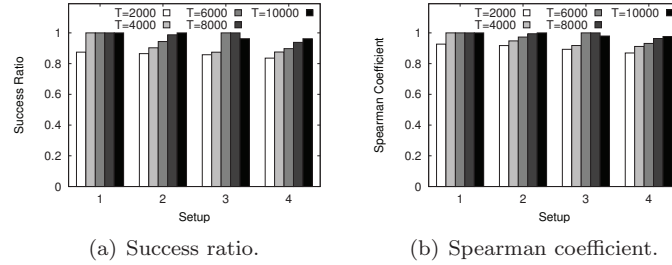 T=2000 T=6000 T=10000
T=4000 T=8000
1
0.8
0.6
0.4
0.2
0
Success Ratio
1 2 3 4
Setup
(a) Success ratio.
T=2000 T=6000 T=10000
T=4000 T=8000
1
0.8
0.6
0.4
0.2
0
Spearman Coefficient
1 2 3 4
Setup
(b) Spearman coefficient.